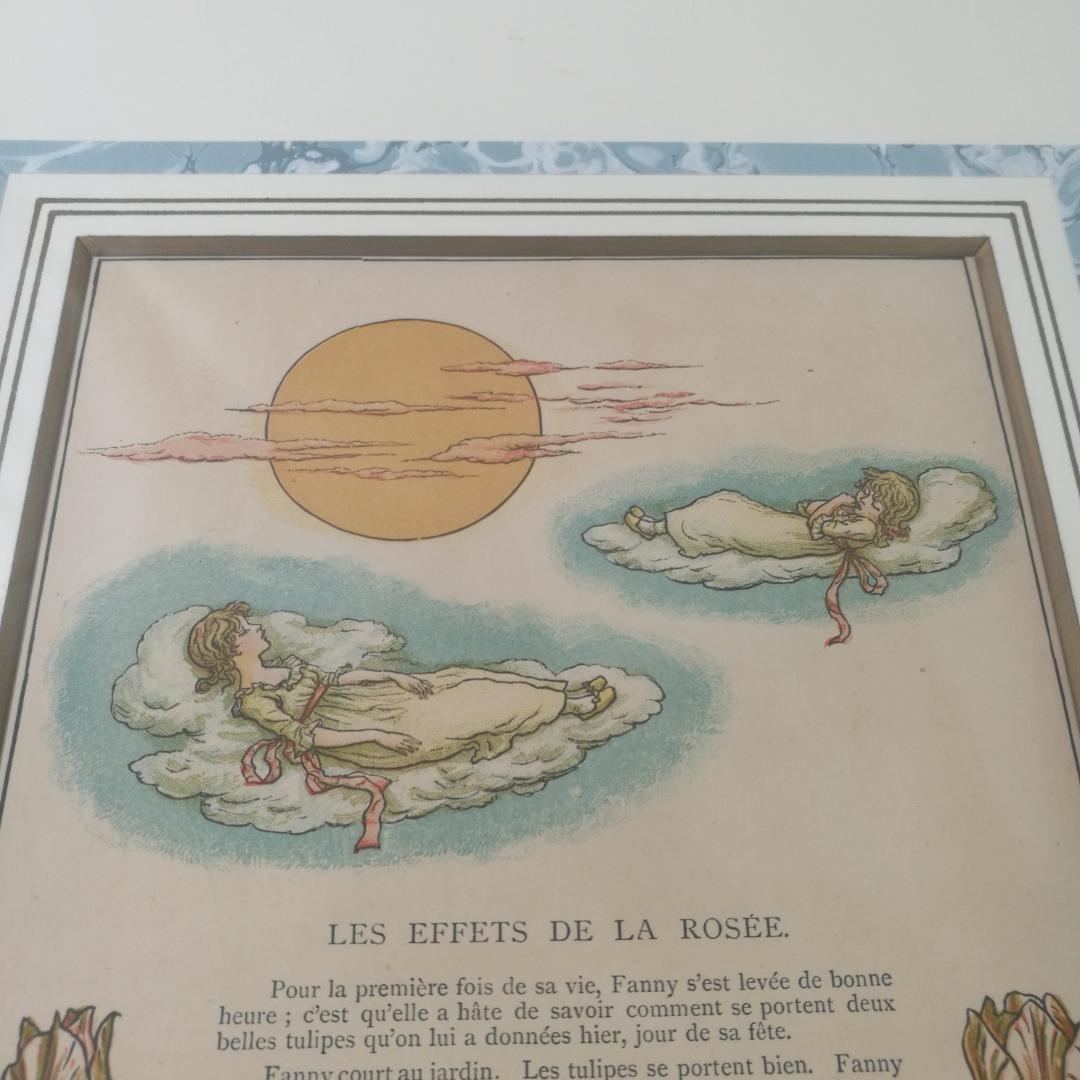 LES EFFETS DE LA ROSÉE.
Pour la première fois de sa vie, Fanny s'est levée de bonne
heure ; c'est qu'elle a hâte de savoir comment se portent deux
belles tulipes qu'on lui a données hier, jour de sa fête.
Fanny court au jardin. Les tulipes se portent bien. Fanny